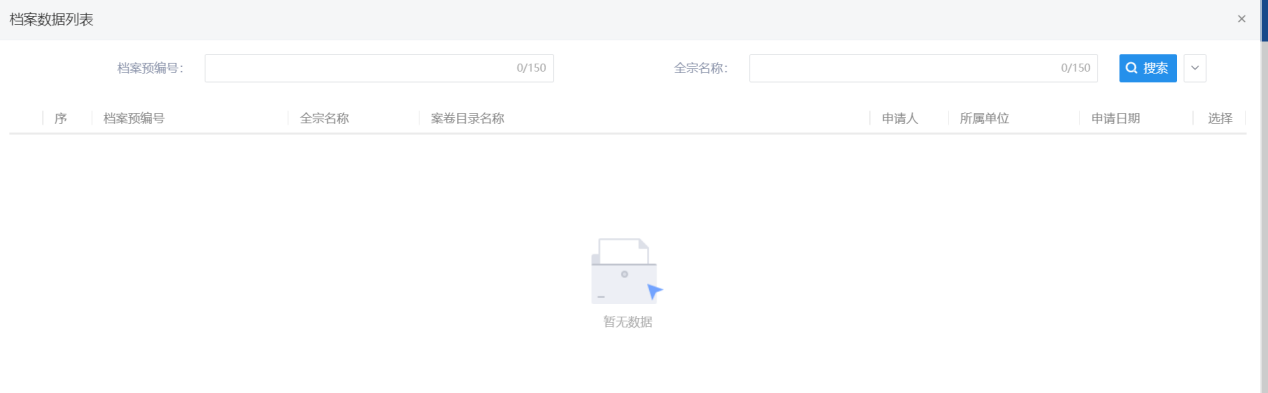 档案数据列表 ×
档案预编号： 0/150 全宗名称： 0/150 搜索
序 档案预编号 全宗名称 案卷目录名称 申请人 所属单位 申请日期 选择
暂无数据